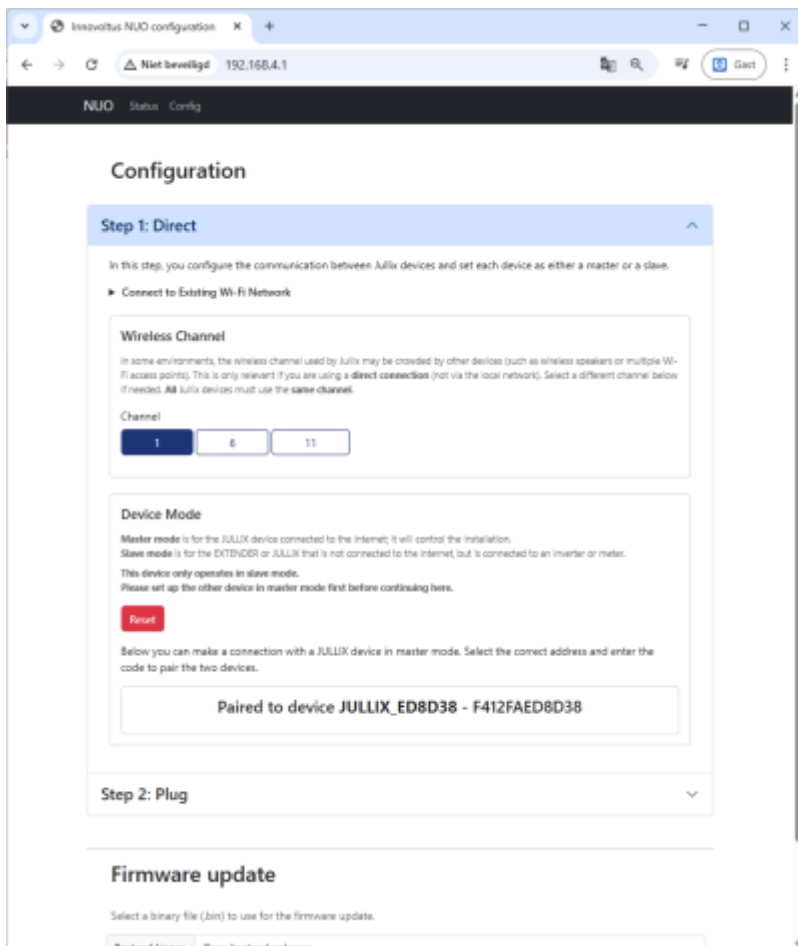 Innovoltus NUO configuration
Niet beveiligd 192.168.4.1
Gast
NUO Status Config
Configuration
Step 1: Direct
In this step, you configure the communication between Jullix devices and set each device as either a master or a slave.
Connect to Existing Wi-Fi Network
Wireless Channel
In some environments, the wireless channel used by Jullix may be crowded by other devices (such as wireless speakers or multiple Wi-
Fi access points). This is only relevant if you are using a direct connection (not via the local network). Select a different channel below
if needed. All Jullix devices must use the same channel.
Channel
1 6 11
Device Mode
Master mode is for the JULLIX device connected to the internet; it will control the installation.
Slave mode is for the EXTENDER or JULLIX that is not connected to the internet, but is connected to an inverter or meter.
This device only operates in slave mode.
Please set up the other device in master mode first before continuing here.
Reset
Below you can make a connection with a JULLIX device in master mode. Select the correct address and enter the
code to pair the two devices.
Paired to device JULLIX_ED8D38 - F412FAED8D38
Step 2: Plug
Firmware update
Select a binary file (.bin) to use for the firmware update.